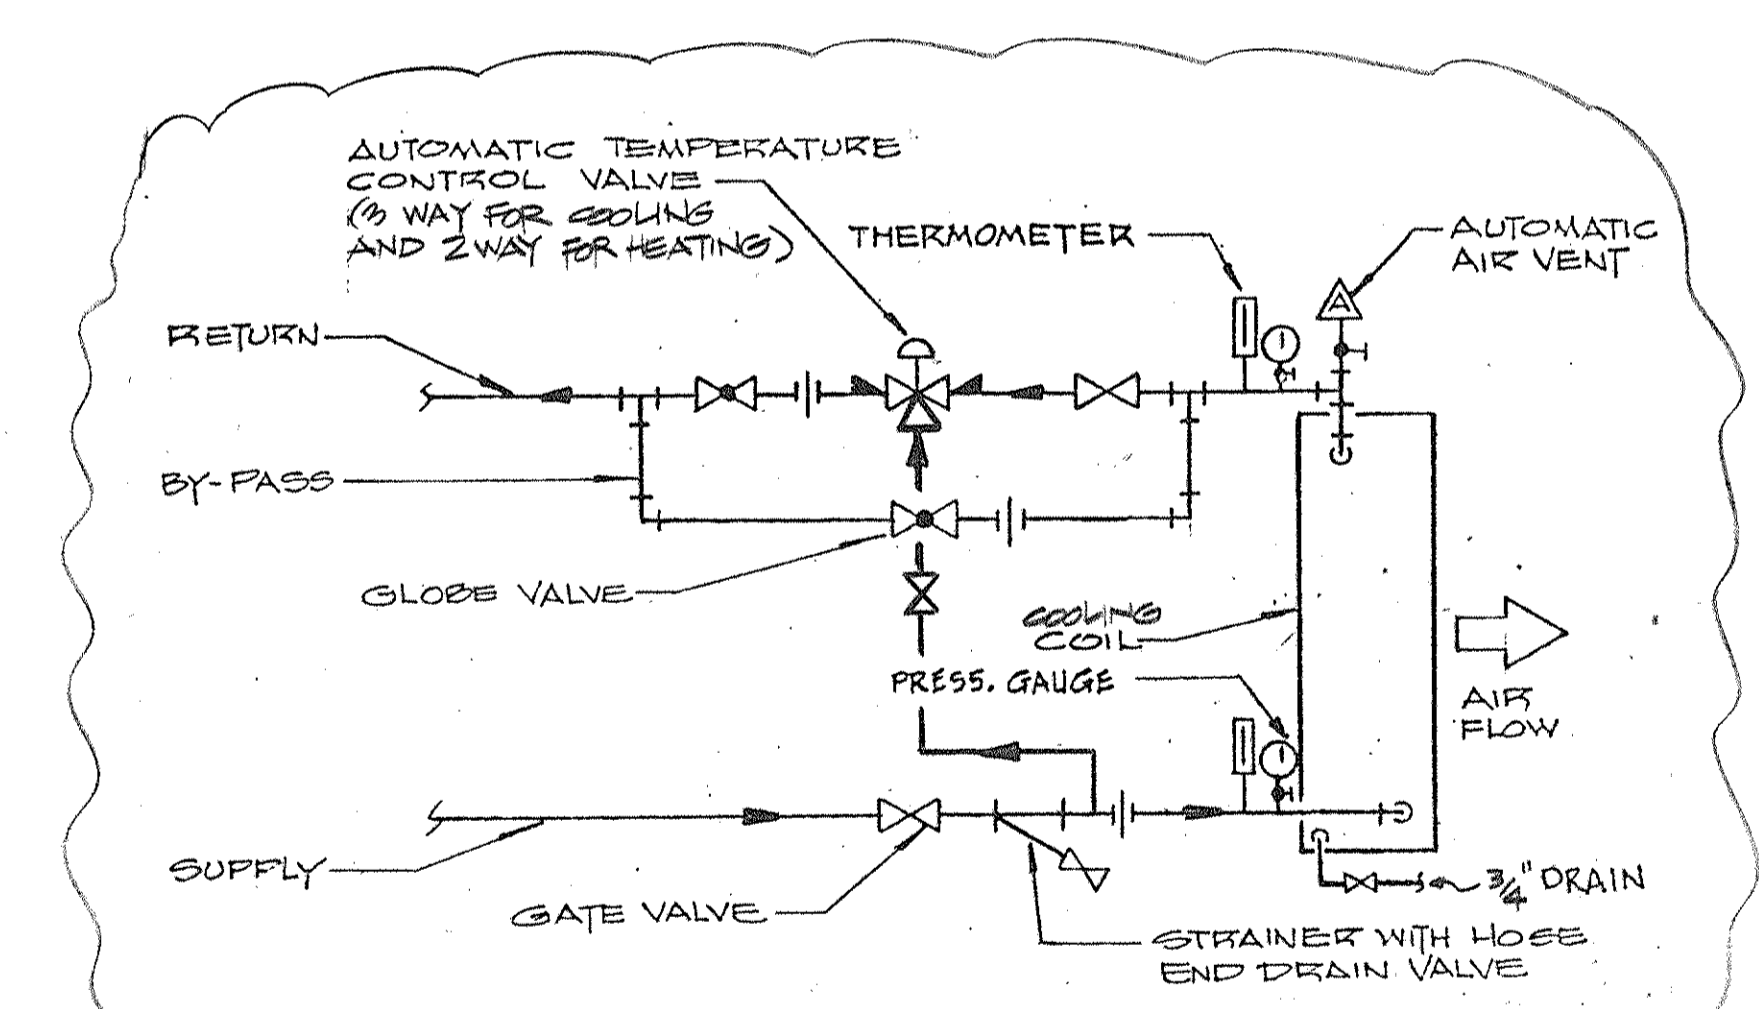 AUTOMATIC TEMPERATURE
CONTROL VALVE
(3 WAY FOR COOLING
AND 2 WAY FOR HEATING)
THERMOMETER
AUTOMATIC
AIR VENT
A
RETURN
BY-PASS
GLOBE VALVE
COOLING
COIL
PRESS. GAUGE
AIR
FLOW
SUPPLY
GATE VALVE
3/4" DRAIN
STRAINER WITH HOSE
END DRAIN VALVE